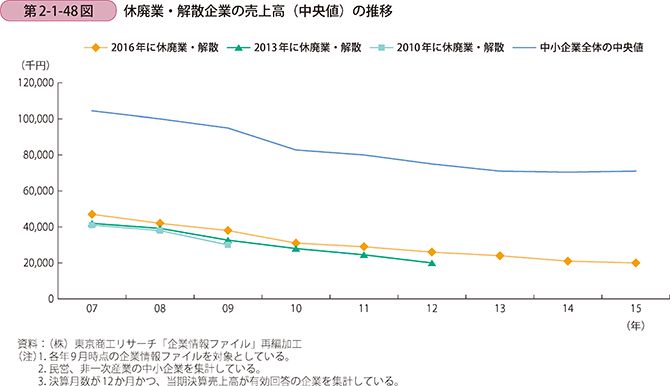 第2-1-48図 休廃業・解散企業の売上高（中央値）の推移
2016年に休廃業・解散 2013年に休廃業・解散 2010年に休廃業・解散 中小企業全体の中央値
（千円）
120,000
100,000
80,000
60,000
40,000
20,000
0
07 08 09 10 11 12 13 14 15
（年）
資料：（株）東京商工リサーチ「企業情報ファイル」再編加工
（注）1. 各年9月時点の企業情報ファイルを対象としている。
2. 民営、非一次産業の中小企業を集計している。
3. 決算月数が12か月かつ、当期決算売上高が有効回答の企業を集計している。